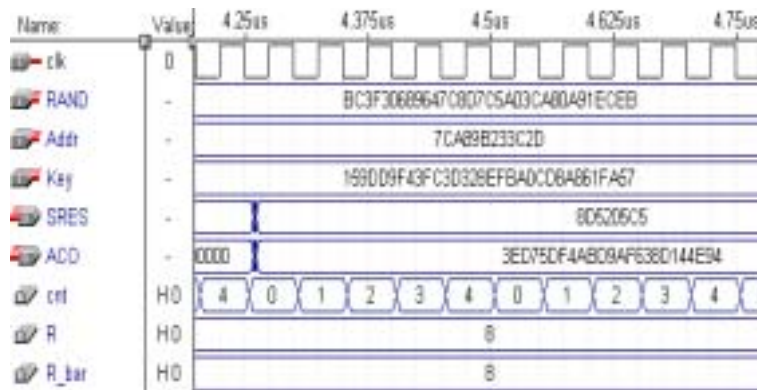 Name: Value 4.25us 4.375us 4.5us 4.625us 4.75us
clk 0
RAND -
Addr - 7CA89B233C2D
Key -
SRES - 8D5205C5
ACO - 0000 3ED75DF4ABD9AF638D144E94
cnt H0 4 0 1 2 3 4 0 1 2 3 4
R H0 8
R_bar H0 8